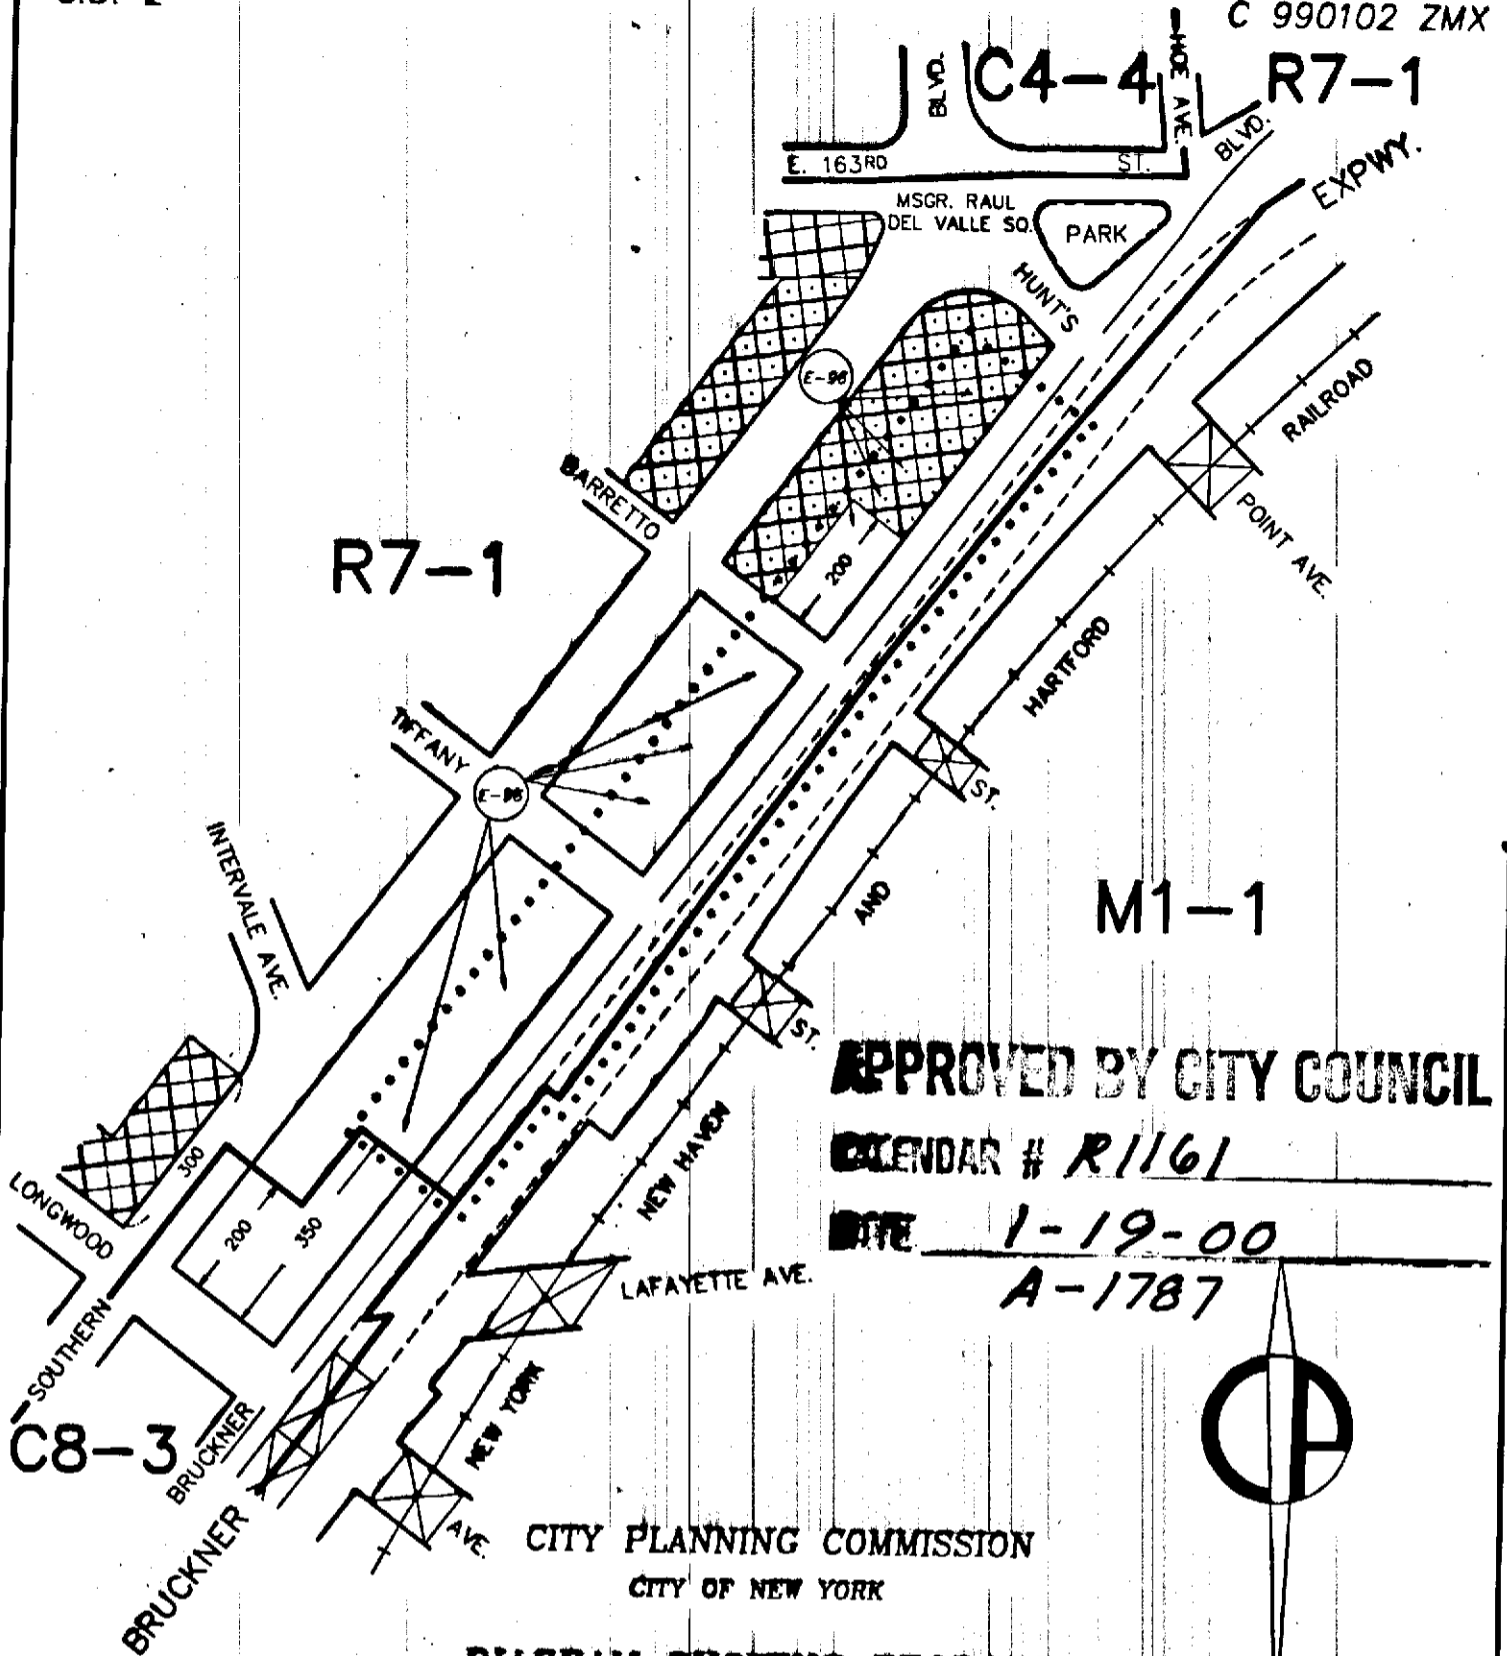 C 990102 ZMX
C4-4
R7-1
BLVD.
HOE AVE.
BLVD.
EXPWY.
E. 163RD
ST.
MSGR. RAUL
DEL VALLE SQ.
PARK
HUNT'S
E-96
RAILROAD
BARRETTO
POINT AVE.
R7-1
200
HARTFORD
TIFFANY
ST.
INTERVALE AVE.
AND
M1-1
ST.
APPROVED BY CITY COUNCIL
CALENDAR # R1161
NEW HAVEN
300
LONGWOOD
200
350
DATE 1-19-00
LAFAYETTE AVE.
A-1787
SOUTHERN
NEW YORK
C8-3
BRUCKNER
AVE.
BRUCKNER
CITY PLANNING COMMISSION
CITY OF NEW YORK